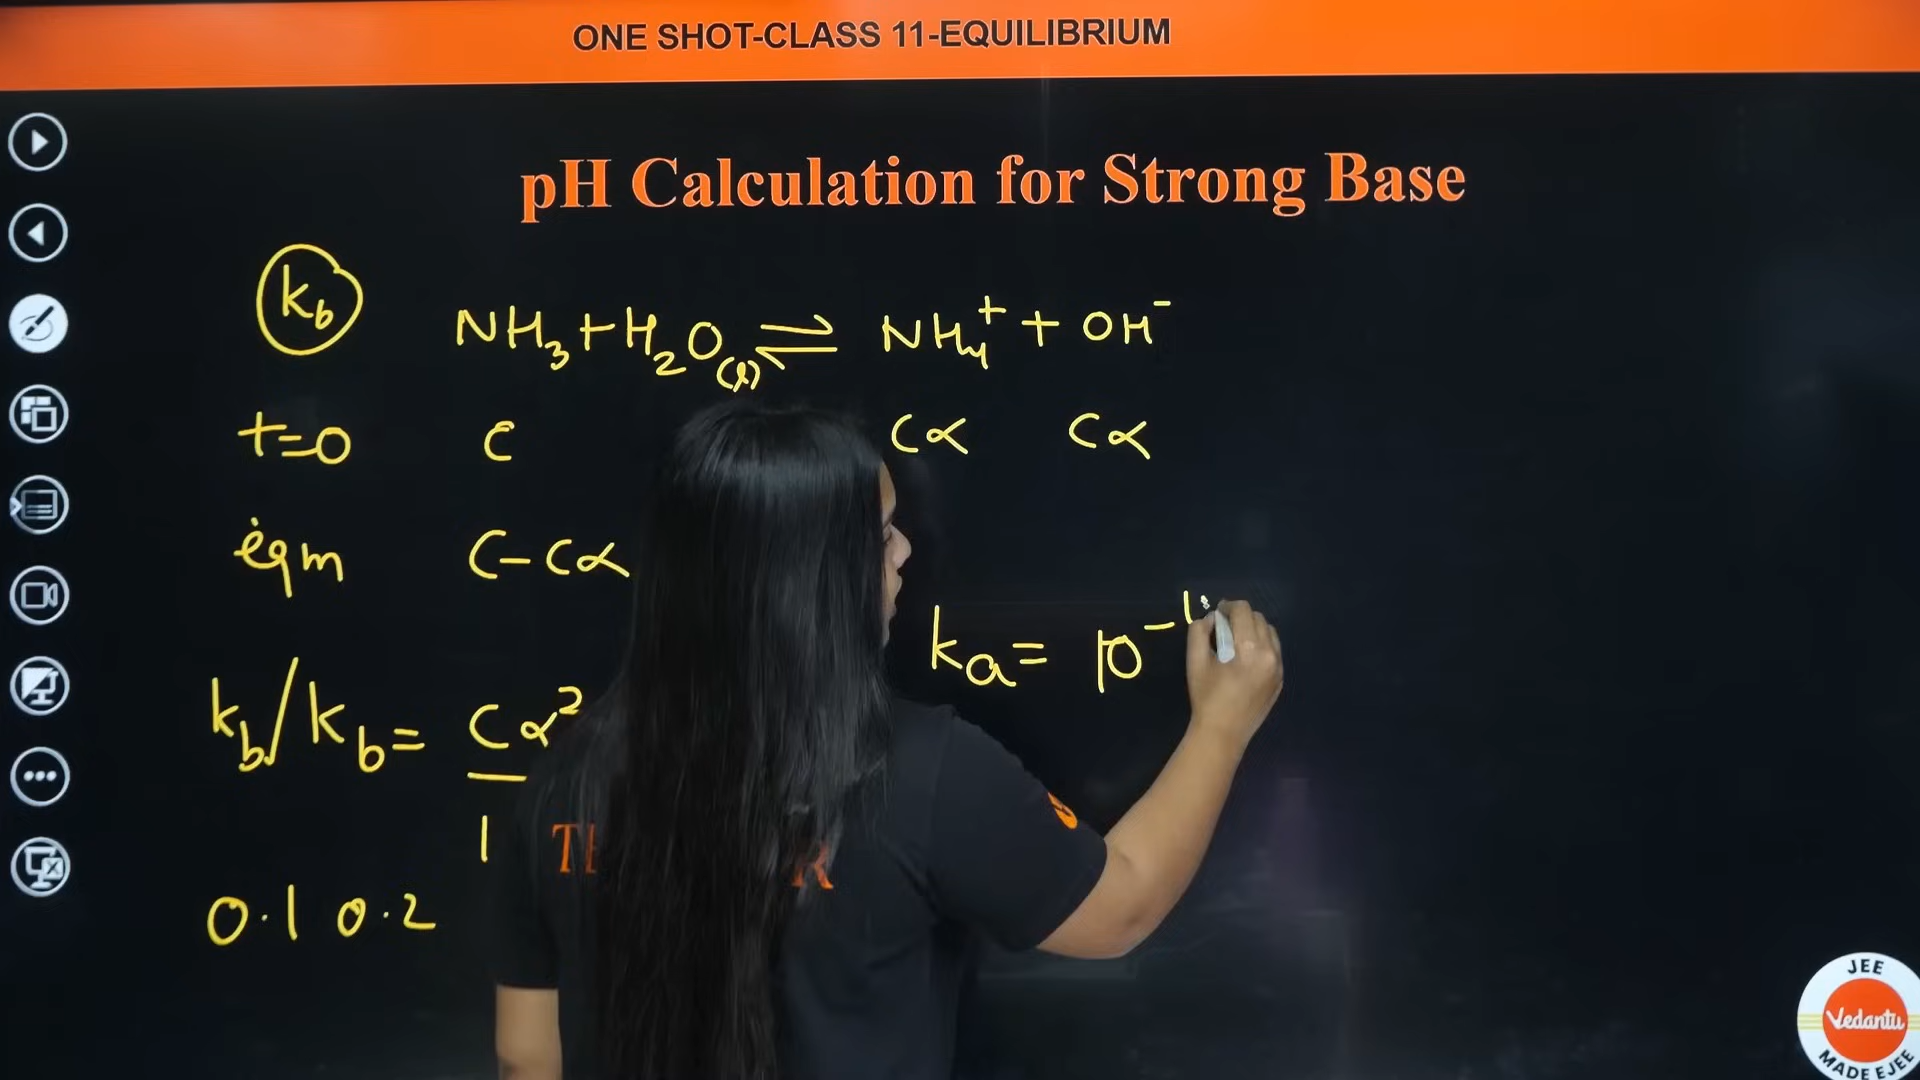 ONE SHOT-CLASS 11-EQUILIBRIUM
pH Calculation for Strong Base
kb
NH₃ + H₂O(l) ⇌ NH₄⁺ + OH⁻
t=0 C Cα Cα
eqm C-Cα
ka = 10⁻¹
kb/kb = Cα²
1
0.1 0.2
JEE
Vedantu
MADE EJEE